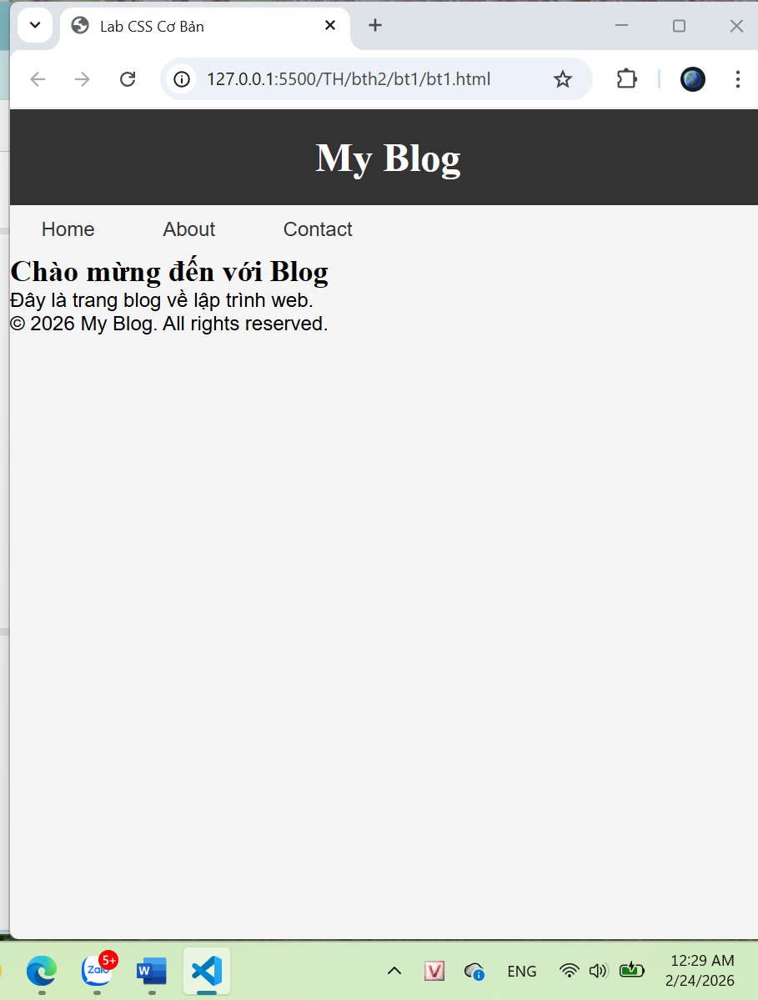 Lab CSS Cơ Bản
127.0.0.1:5500/TH/bth2/bt1/bt1.html
My Blog
Home About Contact
Chào mừng đến với Blog
Đây là trang blog về lập trình web.
© 2026 My Blog. All rights reserved.
5+
Zalo
W
V
ENG
12:29 AM
2/24/2026